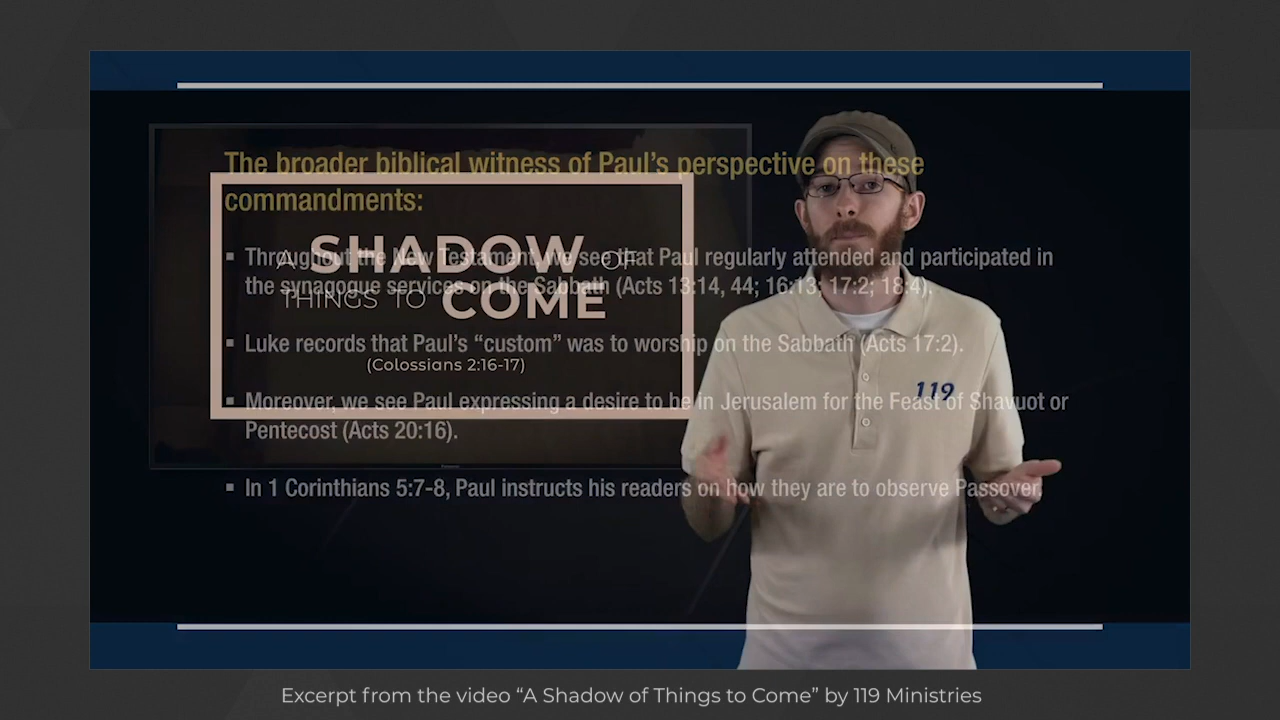 The broader biblical witness of Paul’s perspective on these
commandments:
A SHADOW OF
THINGS TO COME
(Colossians 2:16-17)
▪ Throughout the New Testament, we see that Paul regularly attended and participated in
the synagogue services on the Sabbath (Acts 13:14, 44; 16:13; 17:2; 18:4).
▪ Luke records that Paul’s “custom” was to worship on the Sabbath (Acts 17:2).
▪ Moreover, we see Paul expressing a desire to be in Jerusalem for the Feast of Shavuot or
Pentecost (Acts 20:16).
▪ In 1 Corinthians 5:7-8, Paul instructs his readers on how they are to observe Passover.
119
Excerpt from the video “A Shadow of Things to Come” by 119 Ministries